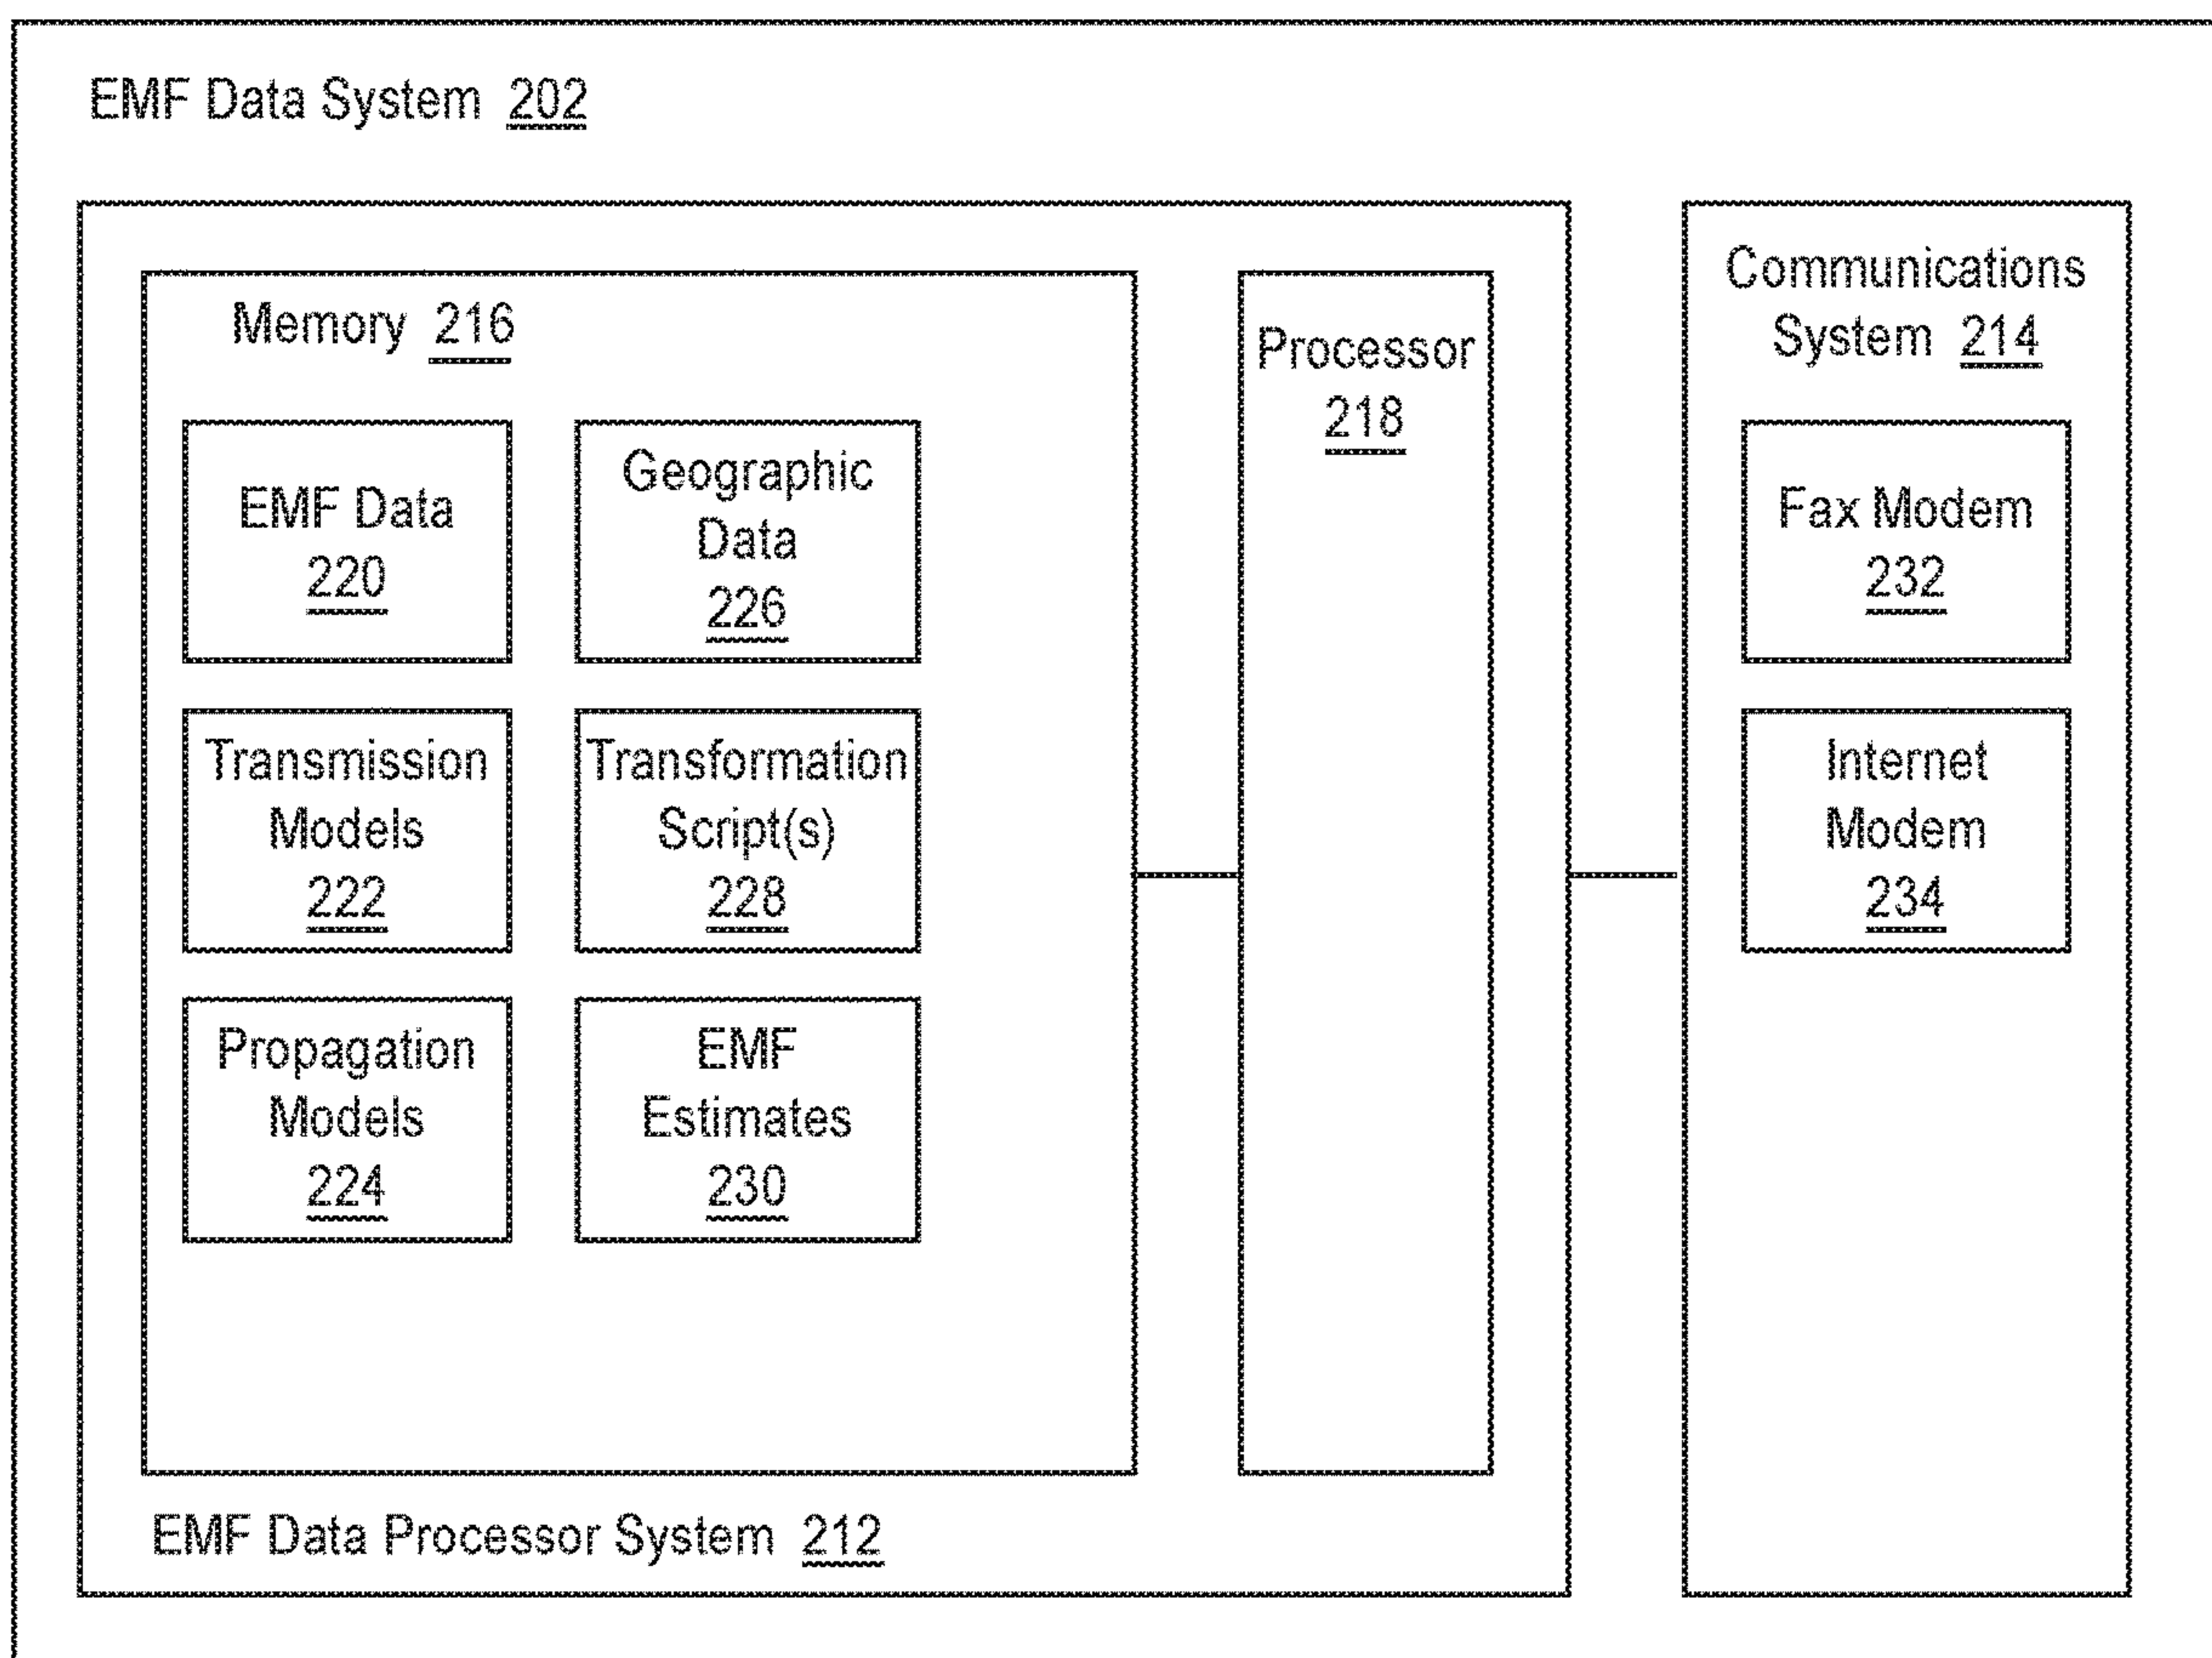 EMF Data System 202
Memory 216
EMF Data
220
Geographic
Data
226
Transmission
Models
222
Transformation
Script(s)
228
Propagation
Models
224
EMF
Estimates
230
Processor
218
EMF Data Processor System 212
Communications
System 214
Fax Modem
232
Internet
Modem
234